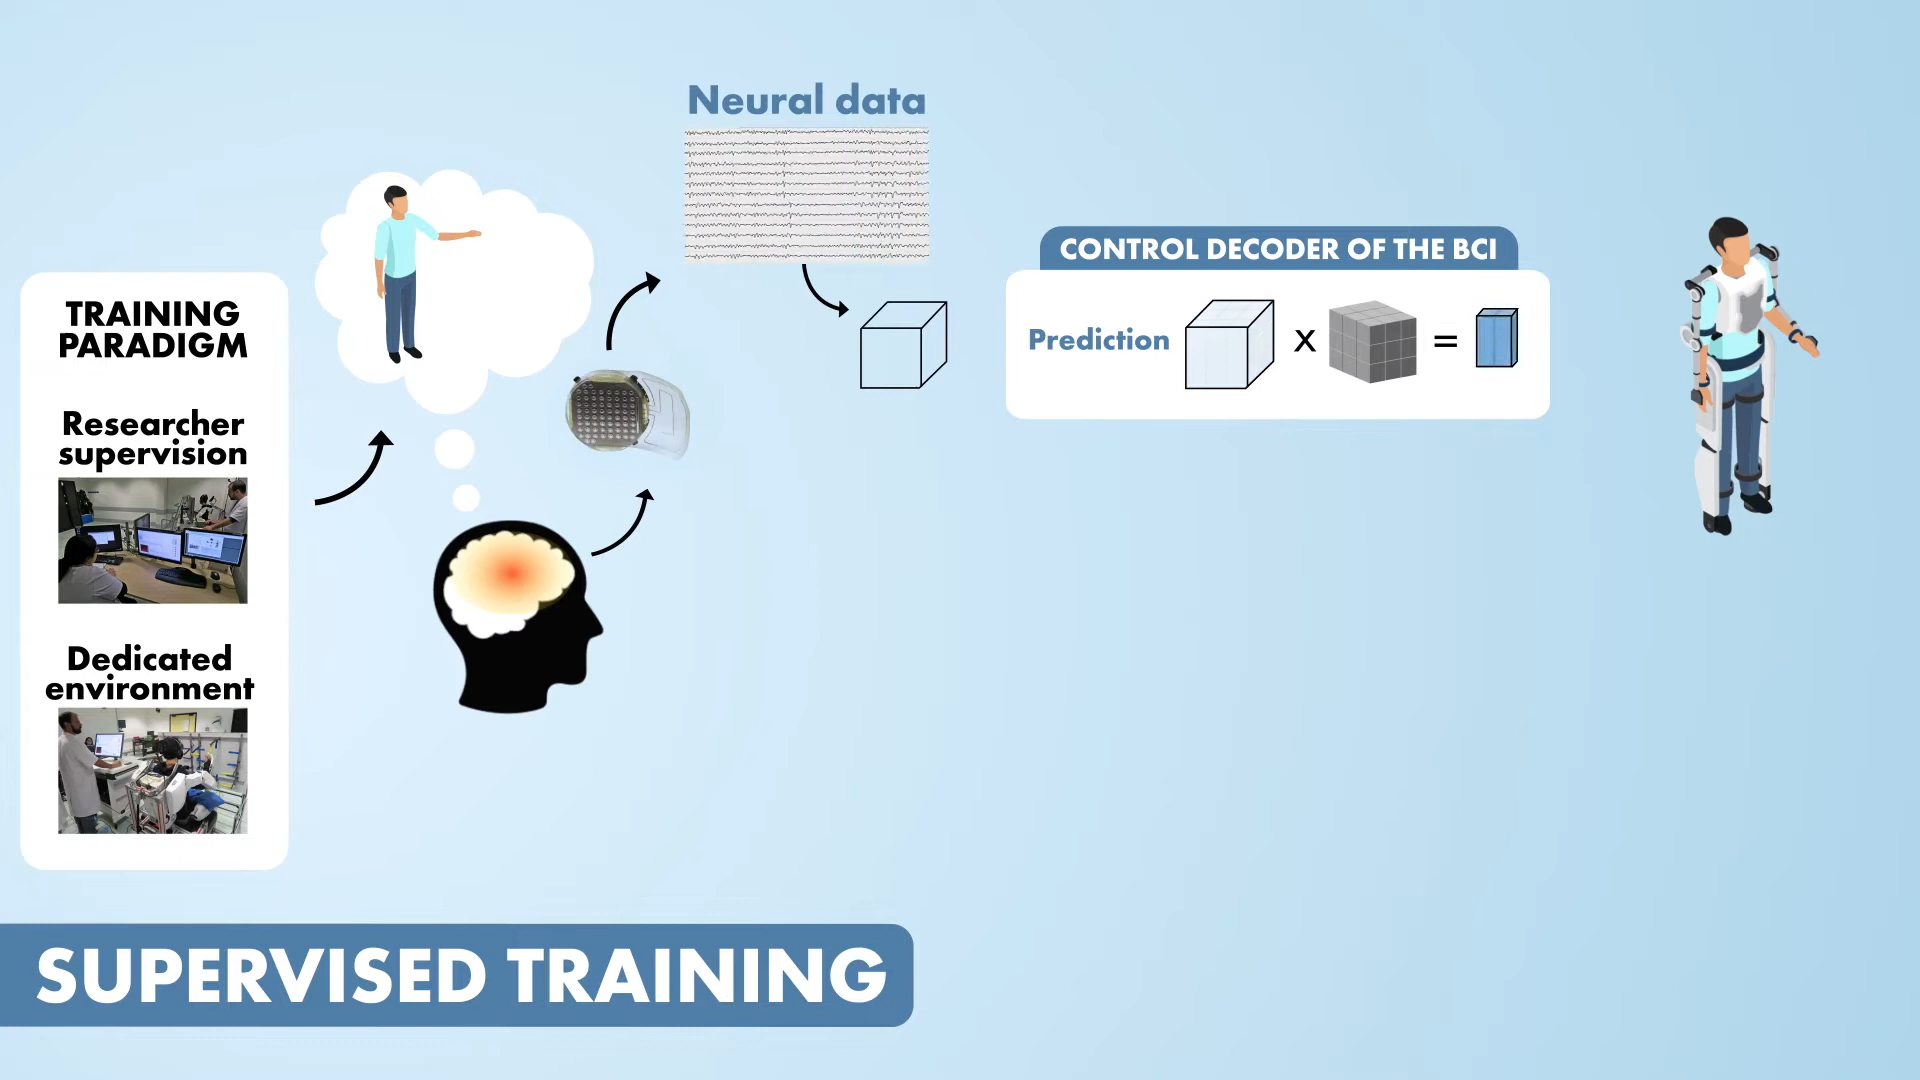 Neural data
CONTROL DECODER OF THE BCI
Prediction X =
TRAINING
PARADIGM
Researcher
supervision
Dedicated
environment
SUPERVISED TRAINING